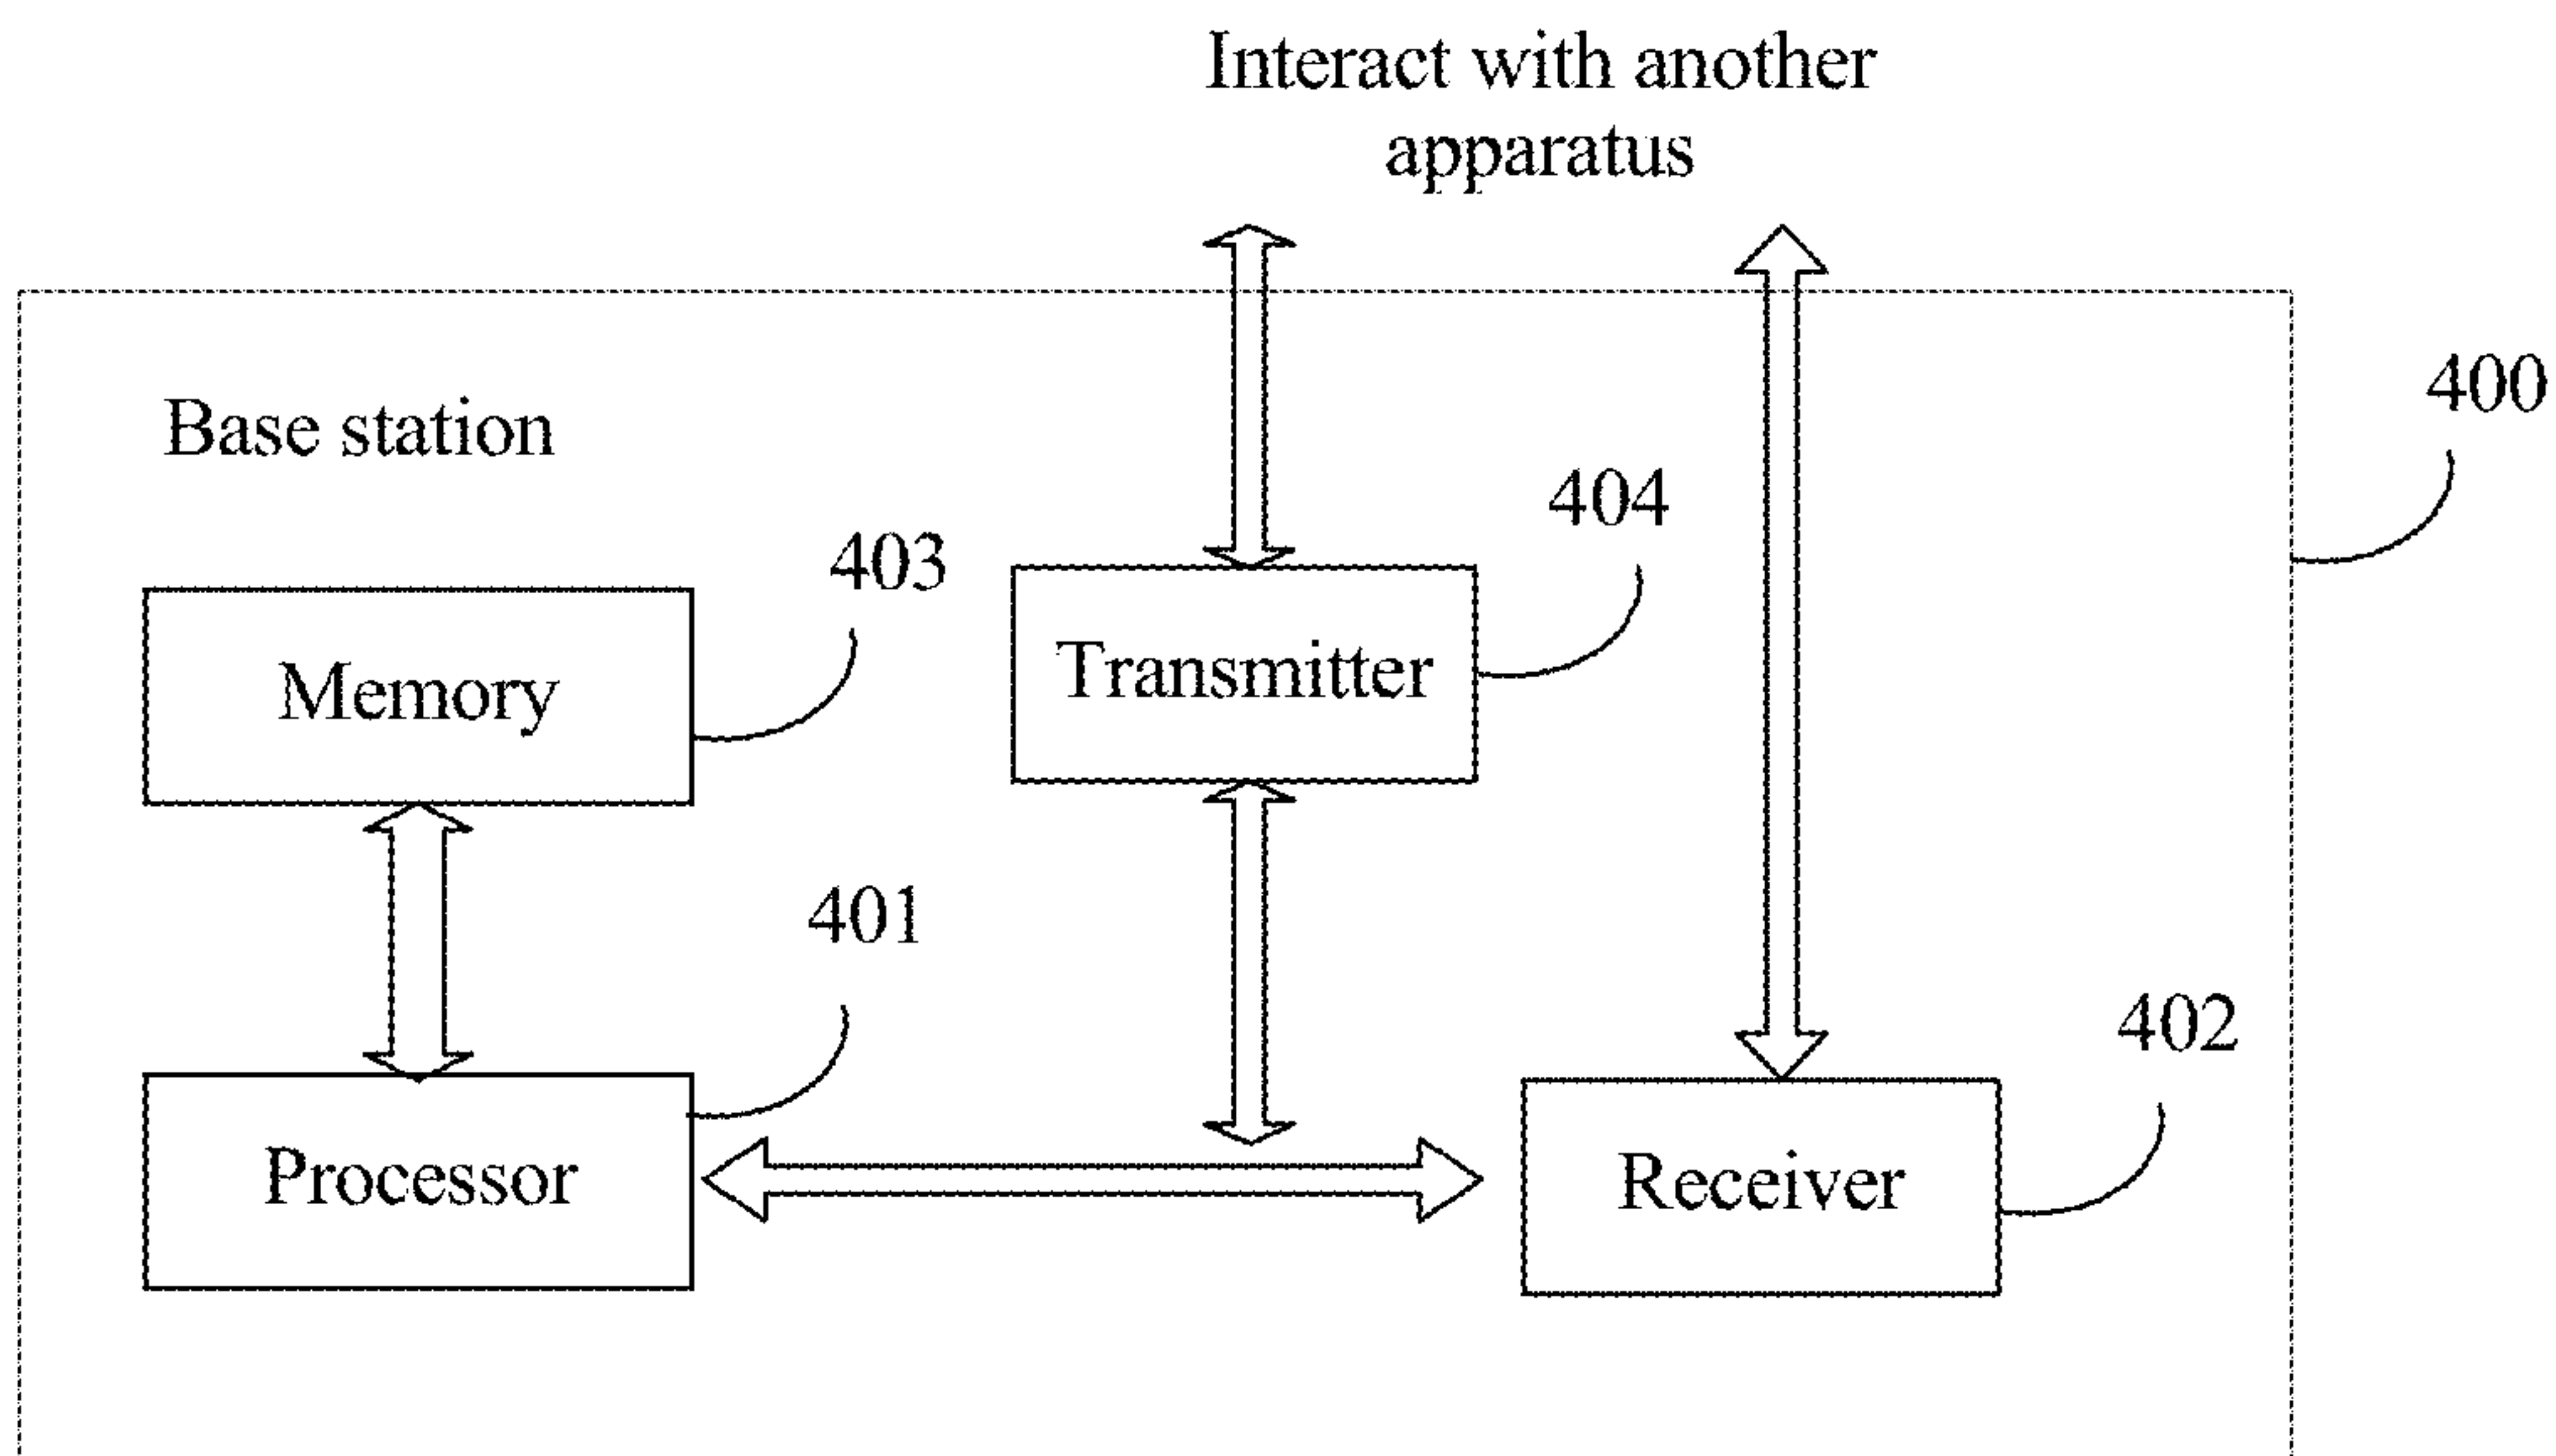 Interact with another
apparatus
400
Base station
404
403
Transmitter
Memory
401
402
Processor
Receiver